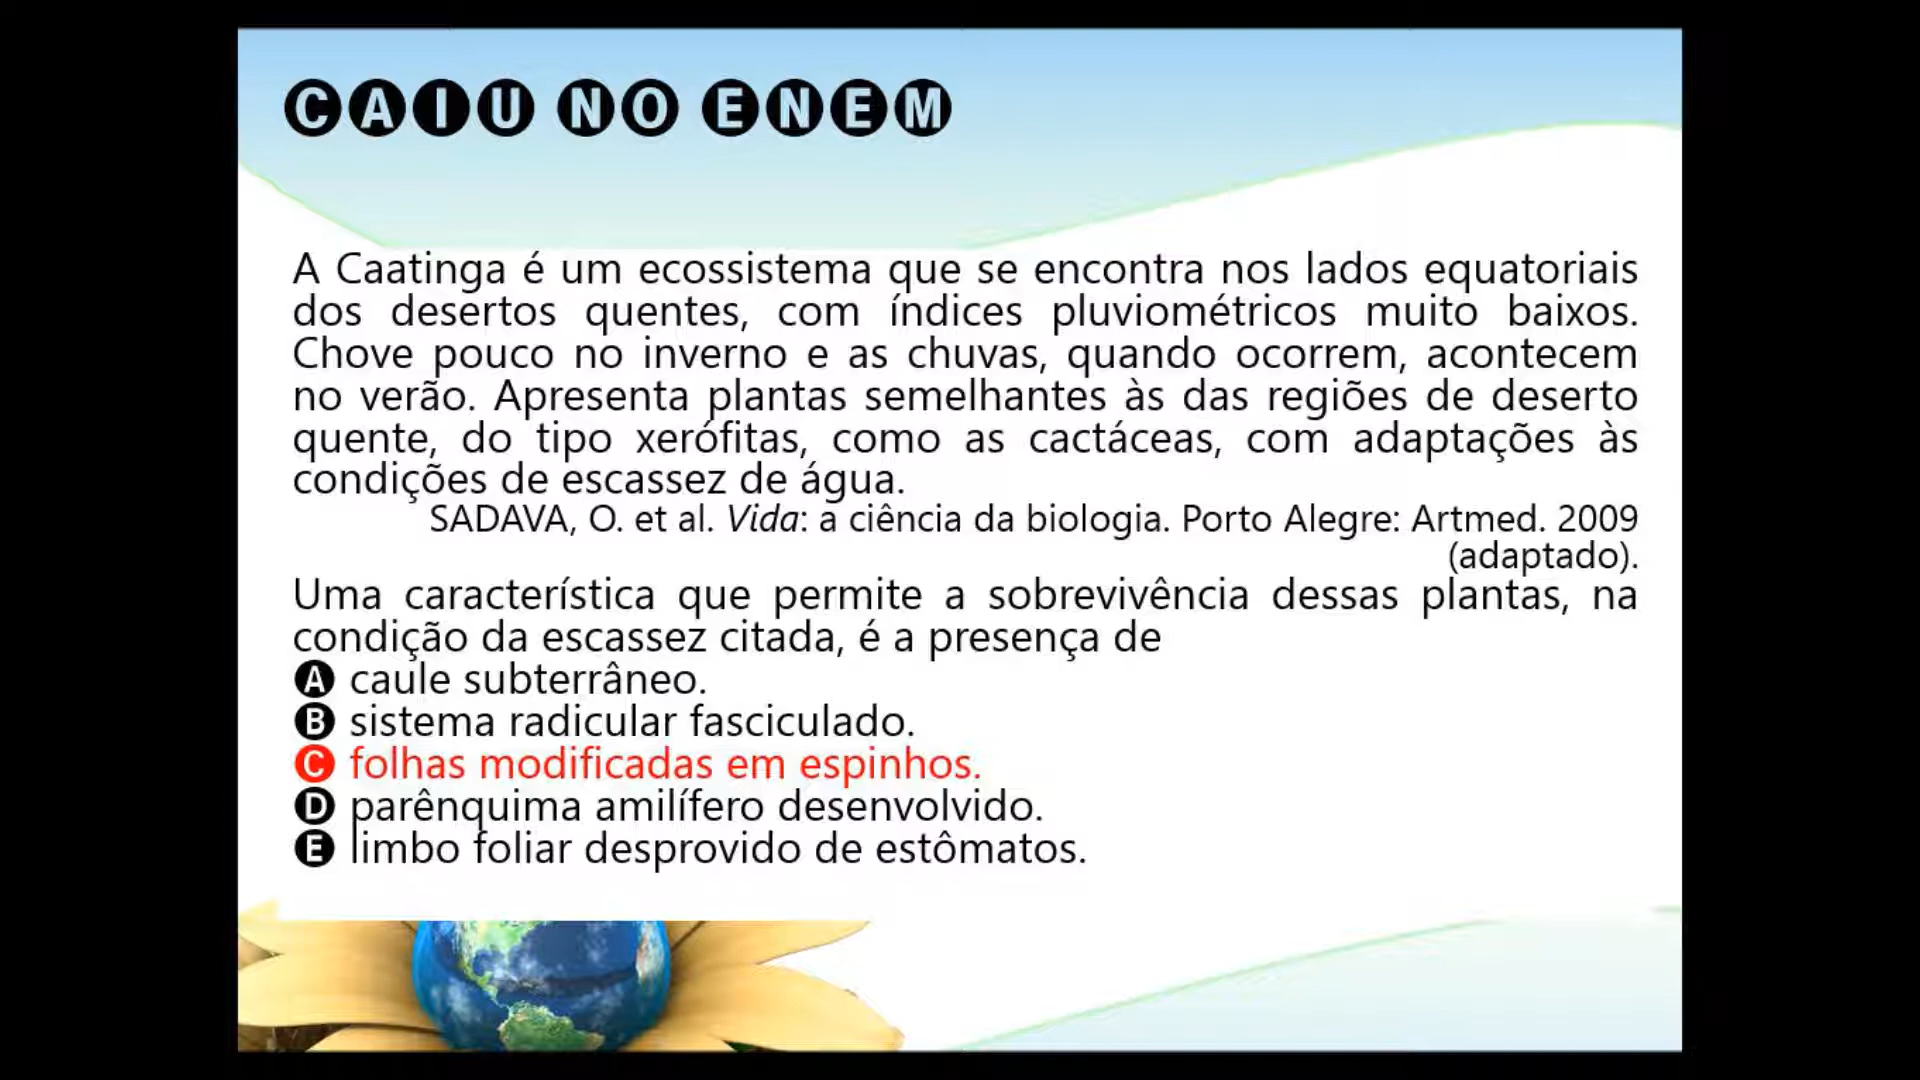 CAIU NO ENEM
A Caatinga é um ecossistema que se encontra nos lados equatoriais
dos desertos quentes, com índices pluviométricos muito baixos.
Chove pouco no inverno e as chuvas, quando ocorrem, acontecem
no verão. Apresenta plantas semelhantes às das regiões de deserto
quente, do tipo xerófitas, como as cactáceas, com adaptações às
condições de escassez de água.
SADAVA, O. et al. Vida: a ciência da biologia. Porto Alegre: Artmed. 2009
(adaptado).
Uma característica que permite a sobrevivência dessas plantas, na
condição da escassez citada, é a presença de
A caule subterrâneo.
B sistema radicular fasciculado.
C folhas modificadas em espinhos.
D parênquima amilífero desenvolvido.
E limbo foliar desprovido de estômatos.